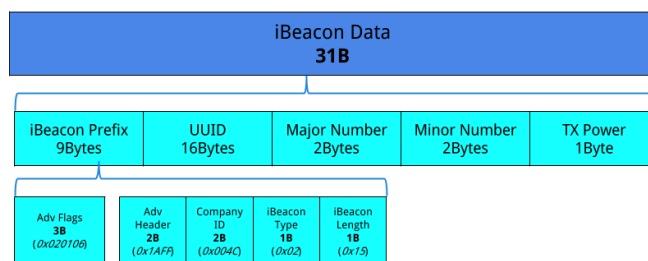 iBeacon Data
31B
iBeacon Prefix
9Bytes
UUID
16Bytes
Major Number
2Bytes
Minor Number
2Bytes
TX Power
1Byte
Adv Flags
3B
(0x020106)
Adv
Header
2B
(0x1AFF)
Company
ID
2B
(0x004C)
iBeacon
Type
1B
(0x02)
iBeacon
Length
1B
(0x15)